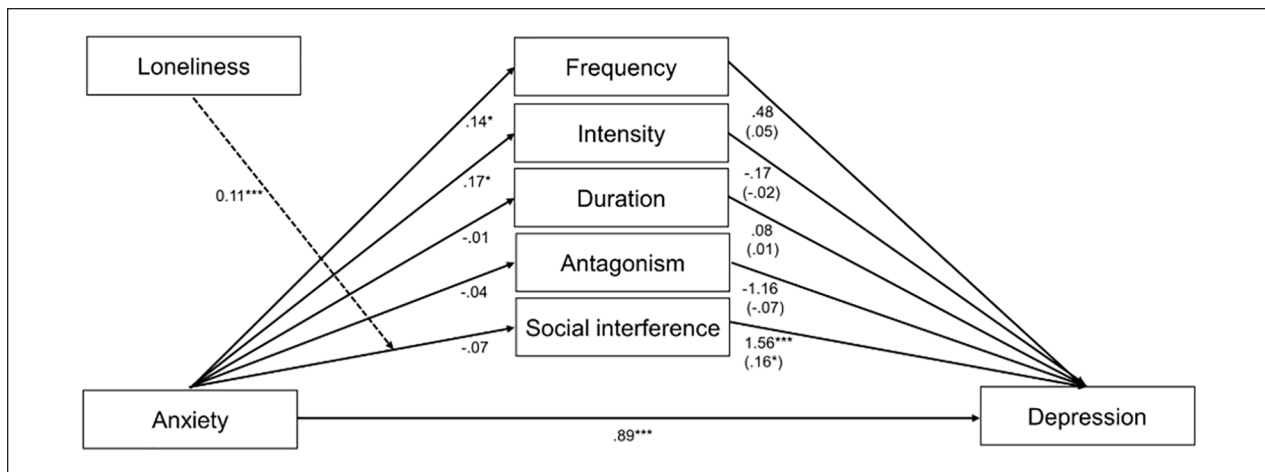 Loneliness
Frequency
Intensity
Duration
Antagonism
Social interference
Anxiety
Depression
0.11***
.14*
.17*
-.01
-.04
-.07
.48
(.05)
-.17
(-.02)
.08
(.01)
-1.16
(-.07)
1.56***
(.16*)
.89***